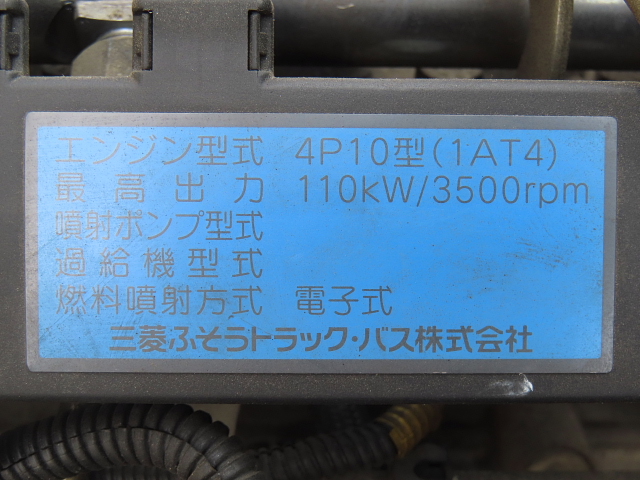 エンジン型式 4P10型(1AT4)
最高出力 110kW/3500rpm
噴射ポンプ型式
過給機型式
燃料噴射方式 電子式
三菱ふそうトラック・バス株式会社